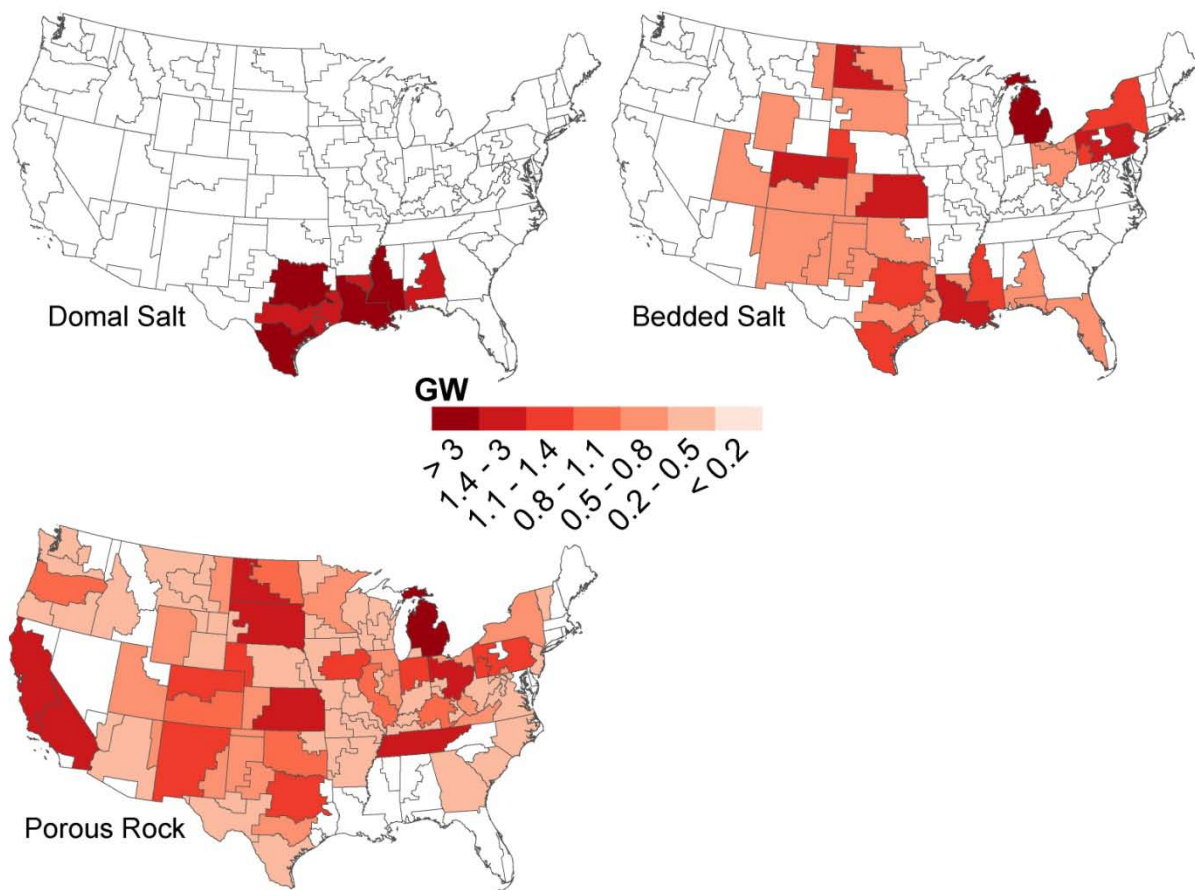 Domal Salt
Bedded Salt
GW
> 3
1.4 - 3
1.1 - 1.4
0.8 - 1.1
0.5 - 0.8
0.2 - 0.5
< 0.2
Porous Rock